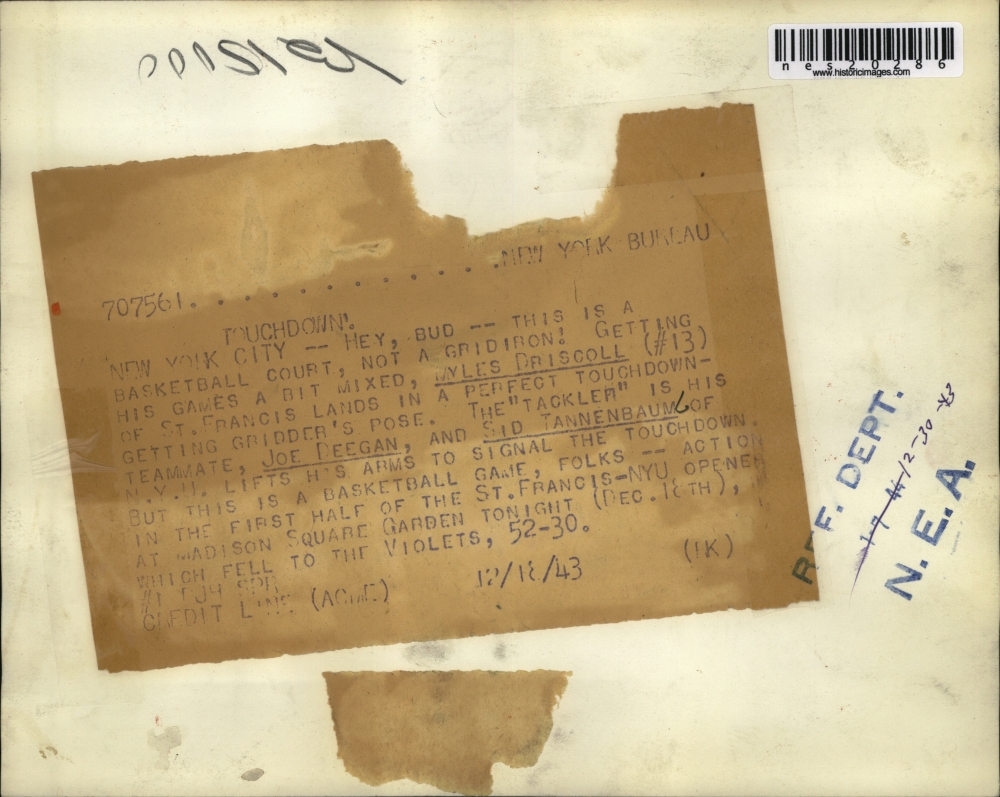 nes20286
www.historicimages.com
NEW YORK BUREAU
707561. . . . . . . . . . . . .
TOUCHDOWN!
NEW YORK CITY -- HEY, BUD -- THIS IS A
BASKETBALL COURT, NOT A GRIDIRON! GETTING
HIS GAMES A BIT MIXED, MYLES DRISCOLL (#13)
OF ST.FRANCIS LANDS IN A PERFECT TOUCHDOWN-
GETTING GRIDDER'S POSE. THE "TACKLER" IS HIS
TEAMMATE, JOE DEEGAN, AND SID TANNENBAUM OF
N.Y.U. LIFTS HIS ARMS TO SIGNAL THE TOUCHDOWN.
BUT THIS IS A BASKETBALL GAME, FOLKS -- ACTION
IN THE FIRST HALF OF THE ST.FRANCIS-NYU OPENER
AT MADISON SQUARE GARDEN TONIGHT (DEC.18TH),
WHICH FELL TO THE VIOLETS, 52-30.
CREDIT LINE (ACME) 12/18/43 (IK)
REF. DEPT.
12-30-43
N. E. A.